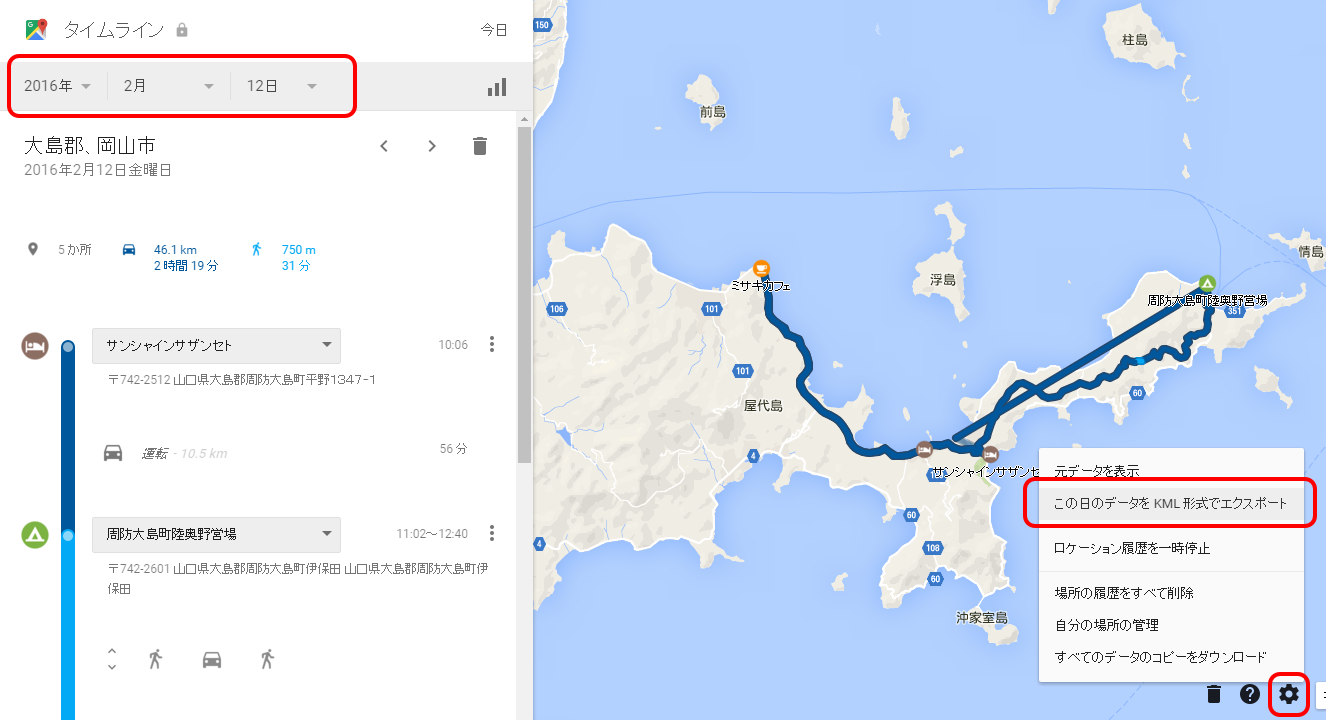 タイムライン
今日
2016年
2月
12日
大島郡、岡山市
2016年2月12日金曜日
5 か所
46.1 km
2 時間 19 分
750 m
31 分
サンシャインサザンセト
10:06
〒742-2512 山口県大島郡周防大島町平野1347-1
運転 - 10.5 km
56 分
周防大島町陸奥野営場
11:02～12:40
〒742-2601 山口県大島郡周防大島町伊保田 山口県大島郡周防大島町伊
保田
150
柱島
前島
情島
浮島
ミサキカフェ
周防大島町陸奥野営場
351
106
101
101
60
屋代島
4
サンシャインサザンセ
60
4
108
60
沖家室島
元データを表示
この日のデータを KML 形式でエクスポート
ロケーション履歴を一時停止
場所の履歴をすべて削除
自分の場所の管理
すべてのデータのコピーをダウンロード